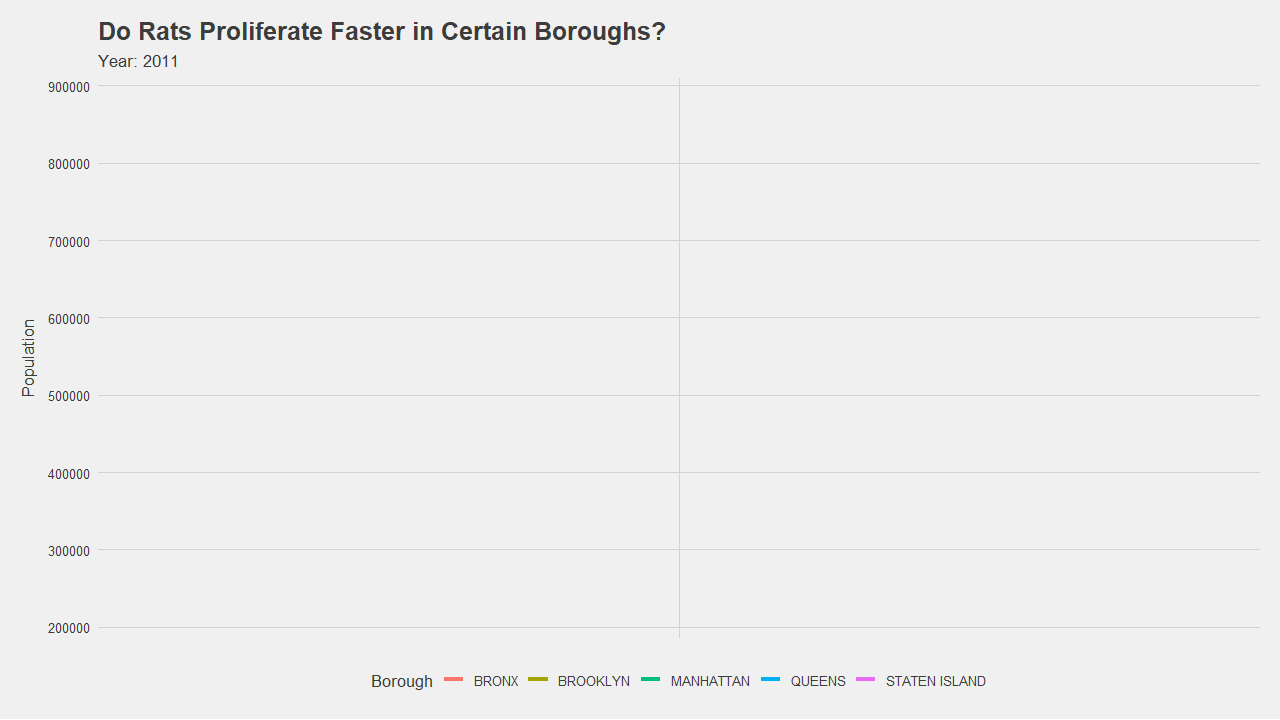 Do Rats Proliferate Faster in Certain Boroughs?
Year: 2011
900000
800000
700000
600000
500000
400000
300000
200000
Population
Borough BRONX BROOKLYN MANHATTAN QUEENS STATEN ISLAND